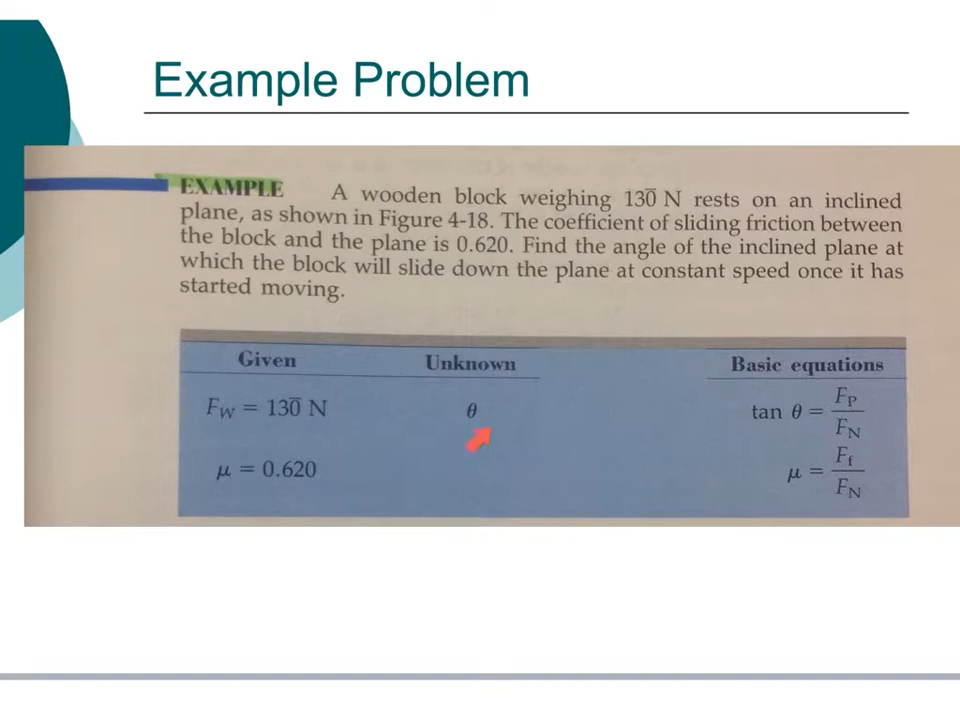 Example Problem
EXAMPLE A wooden block weighing 130̅ N rests on an inclined
plane, as shown in Figure 4-18. The coefficient of sliding friction between
the block and the plane is 0.620. Find the angle of the inclined plane at
which the block will slide down the plane at constant speed once it has
started moving.
Given Unknown Basic equations
F_W = 130̅ N θ tan θ = F_P / F_N
μ = 0.620 μ = F_f / F_N